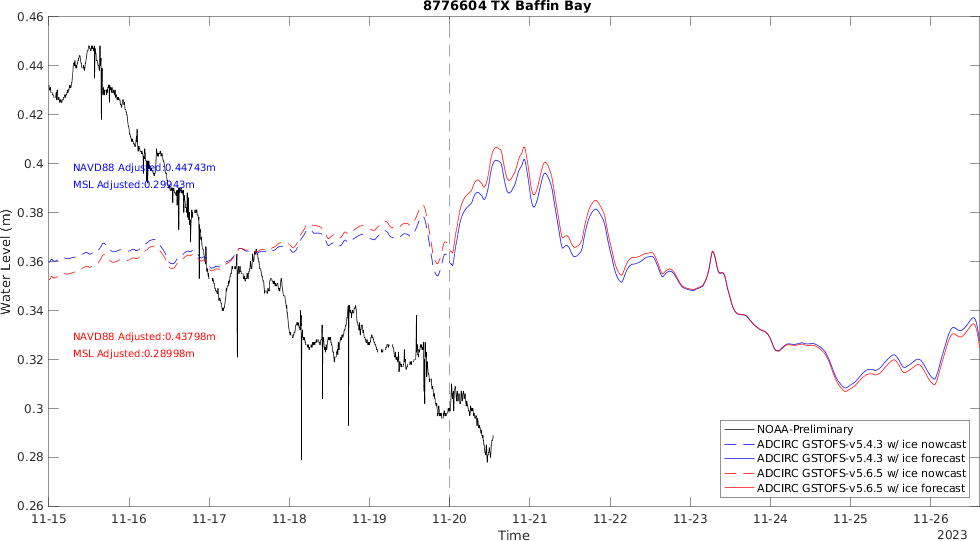 8776604 TX Baffin Bay
0.46
0.44
0.42
0.4
0.38
0.36
0.34
0.32
0.3
0.28
0.26
Water Level (m)
NAVD88 Adjusted:0.44743m
MSL Adjusted:0.29943m
NAVD88 Adjusted:0.43798m
MSL Adjusted:0.28998m
NOAA-Preliminary
ADCIRC GSTOFS-v5.4.3 w/ ice nowcast
ADCIRC GSTOFS-v5.4.3 w/ ice forecast
ADCIRC GSTOFS-v5.6.5 w/ ice nowcast
ADCIRC GSTOFS-v5.6.5 w/ ice forecast
11-15 11-16 11-17 11-18 11-19 11-20 11-21 11-22 11-23 11-24 11-25 11-26
Time
2023